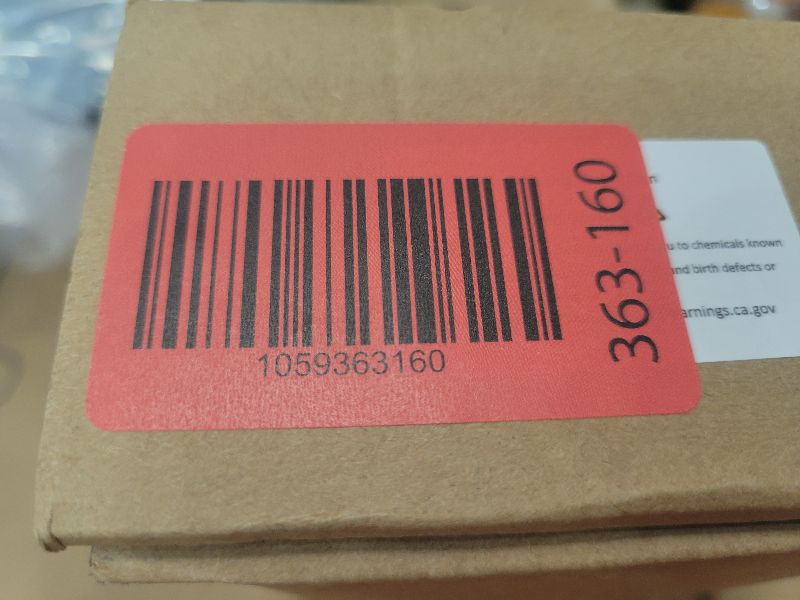 1059363160
363-160
to chemicals known
and birth defects or
arnings.ca.gov